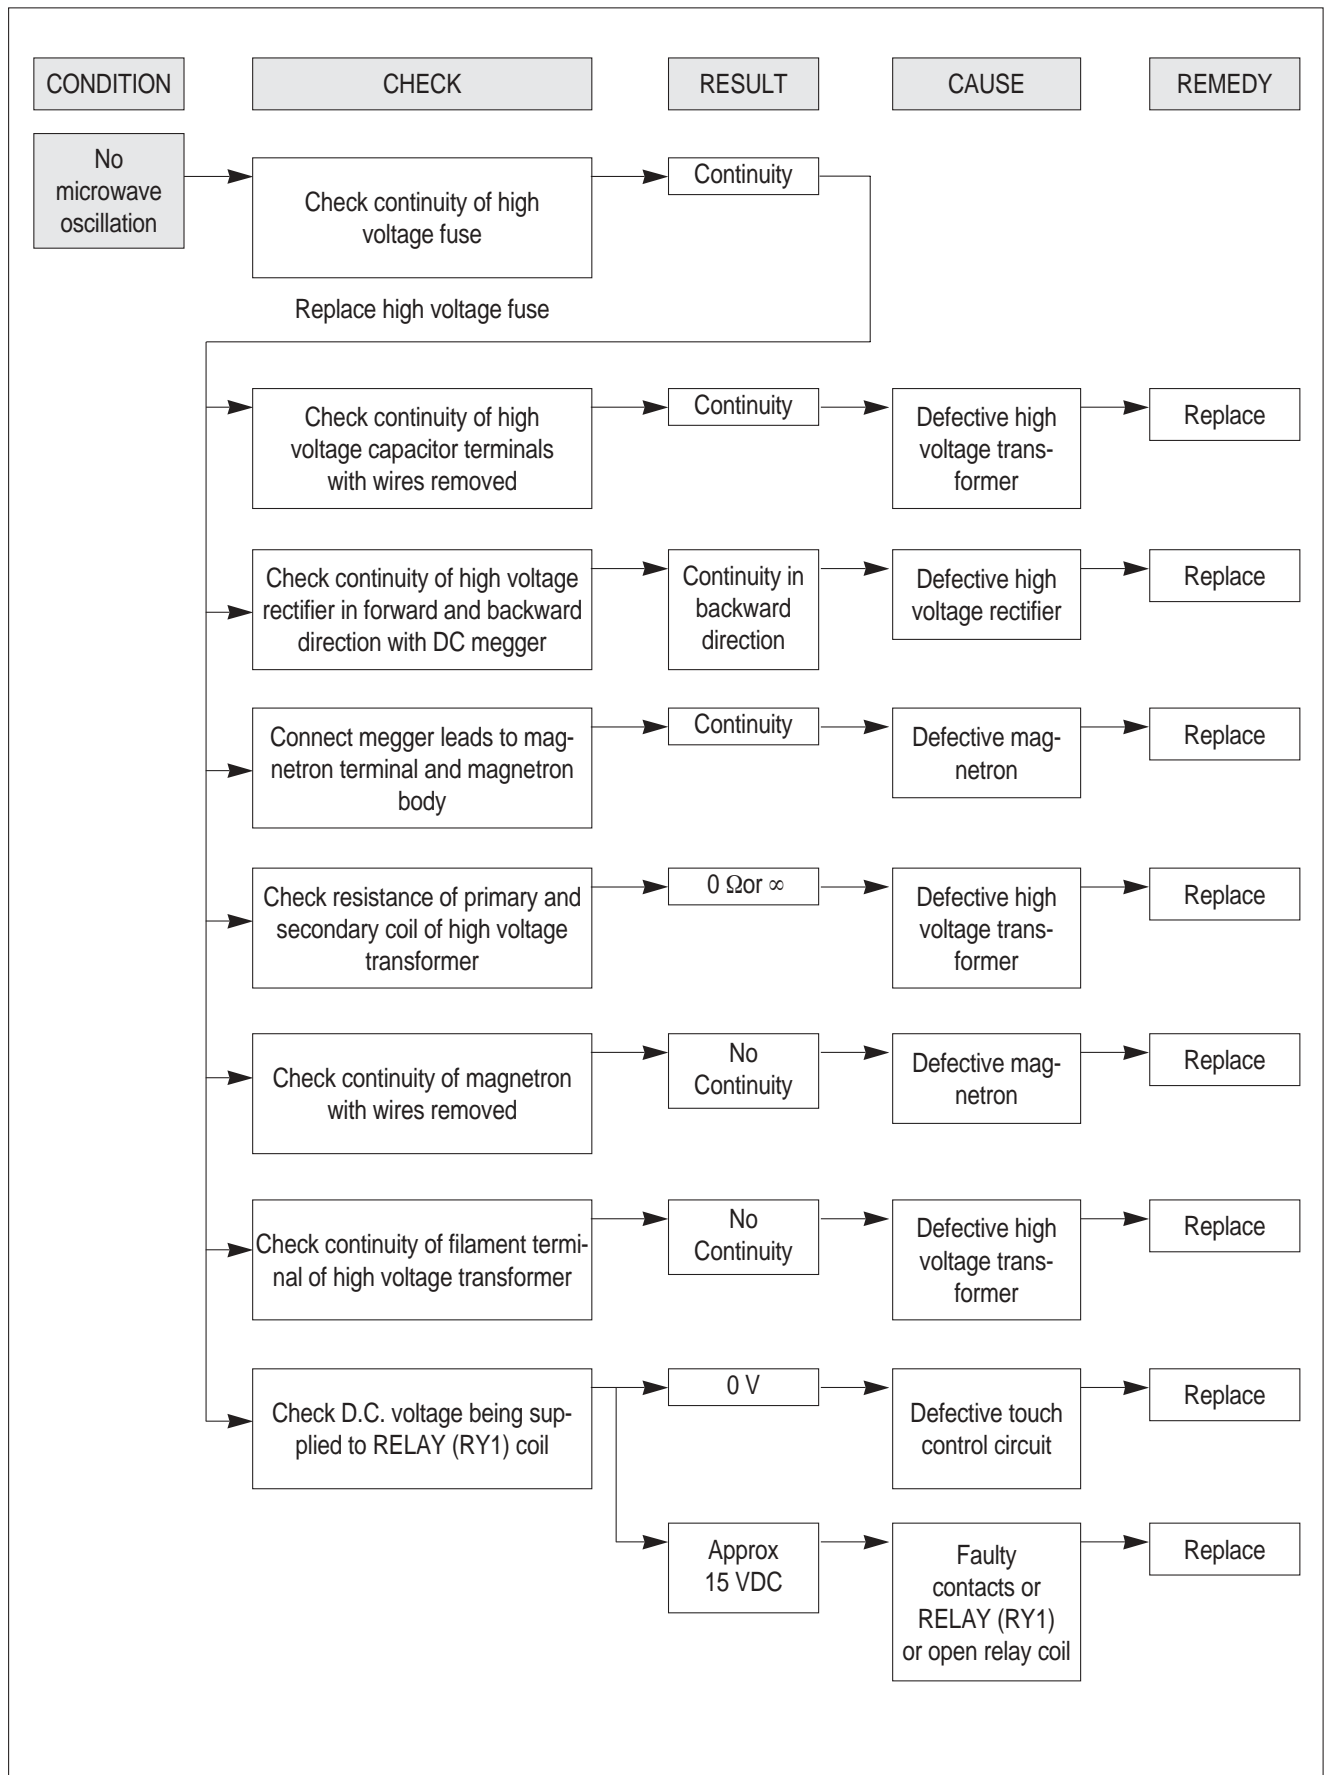 CONDITION CHECK RESULT CAUSE REMEDY
No
microwave
oscillation
Check continuity of high
voltage fuse
Continuity
Replace high voltage fuse
Check continuity of high
voltage capacitor terminals
with wires removed
Continuity
Defective high
voltage trans-
former
Replace
Check continuity of high voltage
rectifier in forward and backward
direction with DC megger
Continuity in
backward
direction
Defective high
voltage rectifier
Replace
Connect megger leads to mag-
netron terminal and magnetron
body
Continuity
Defective mag-
netron
Replace
Check resistance of primary and
secondary coil of high voltage
transformer
0 Ωor ∞
Defective high
voltage trans-
former
Replace
Check continuity of magnetron
with wires removed
No
Continuity
Defective mag-
netron
Replace
Check continuity of filament termi-
nal of high voltage transformer
No
Continuity
Defective high
voltage trans-
former
Replace
Check D.C. voltage being sup-
plied to RELAY (RY1) coil
0 V
Defective touch
control circuit
Replace
Approx
15 VDC
Faulty
contacts or
RELAY (RY1)
or open relay coil
Replace